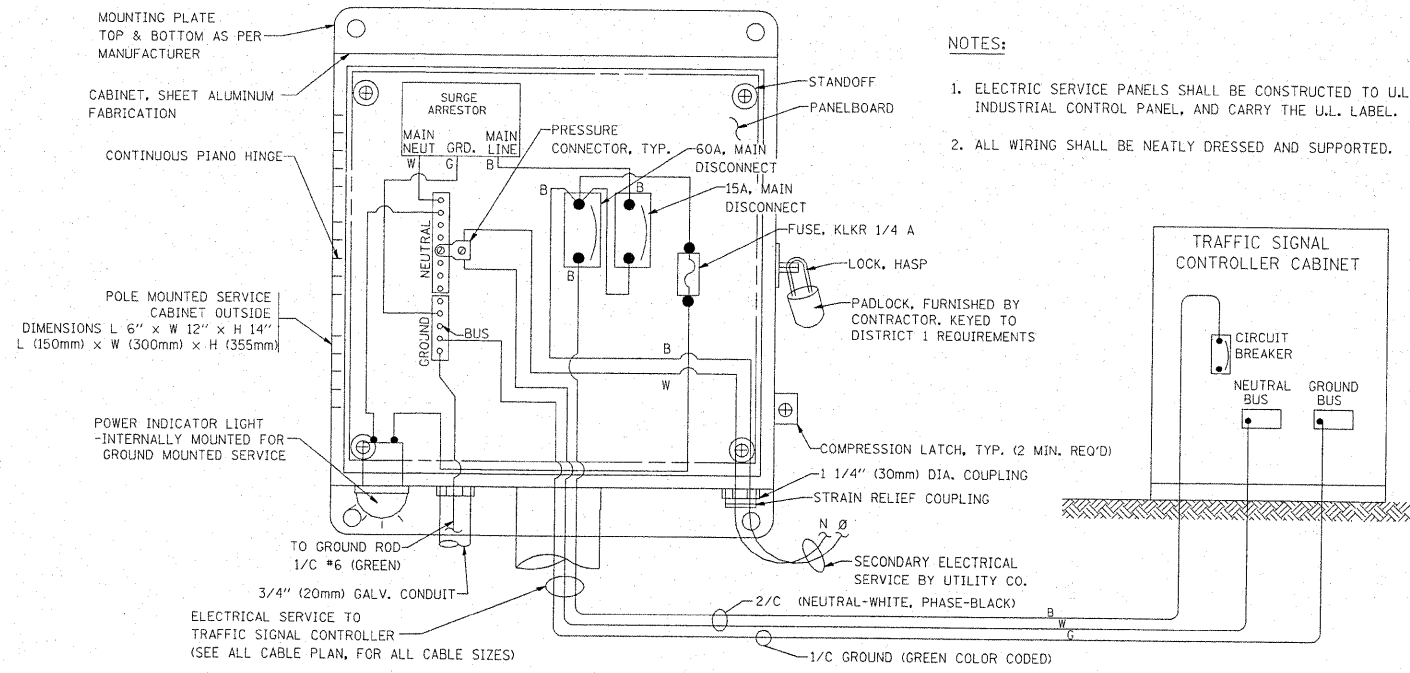 MOUNTING PLATE
TOP & BOTTOM AS PER
MANUFACTURER
CABINET, SHEET ALUMINUM
FABRICATION
CONTINUOUS PIANO HINGE
POLE MOUNTED SERVICE
CABINET OUTSIDE
DIMENSIONS L 6" x W 12" x H 14"
L (150mm) x W (300mm) x H (355mm)
POWER INDICATOR LIGHT
-INTERNALLY MOUNTED FOR
GROUND MOUNTED SERVICE
SURGE
ARRESTOR
MAIN
NEUT
GRD.
MAIN
LINE
W
G
B
PRESSURE
CONNECTOR, TYP.
STANDOFF
PANELBOARD
60A, MAIN
DISCONNECT
15A, MAIN
DISCONNECT
B
B
B
FUSE, KLKR 1/4 A
LOCK, HASP
PADLOCK, FURNISHED BY
CONTRACTOR. KEYED TO
DISTRICT 1 REQUIREMENTS
NEUTRAL
GROUND
BUS
B
W
COMPRESSION LATCH, TYP. (2 MIN. REQ'D)
1 1/4" (30mm) DIA. COUPLING
STRAIN RELIEF COUPLING
N Ø
SECONDARY ELECTRICAL
SERVICE BY UTILITY CO.
TO GROUND ROD
1/C #6 (GREEN)
3/4" (20mm) GALV. CONDUIT
ELECTRICAL SERVICE TO
TRAFFIC SIGNAL CONTROLLER
(SEE ALL CABLE PLAN, FOR ALL CABLE SIZES)
2/C (NEUTRAL-WHITE, PHASE-BLACK)
B
W
G
1/C GROUND (GREEN COLOR CODED)
NOTES:
1. ELECTRIC SERVICE PANELS SHALL BE CONSTRUCTED TO U.L
INDUSTRIAL CONTROL PANEL, AND CARRY THE U.L. LABEL.
2. ALL WIRING SHALL BE NEATLY DRESSED AND SUPPORTED.
TRAFFIC SIGNAL
CONTROLLER CABINET
CIRCUIT
BREAKER
NEUTRAL
BUS
GROUND
BUS